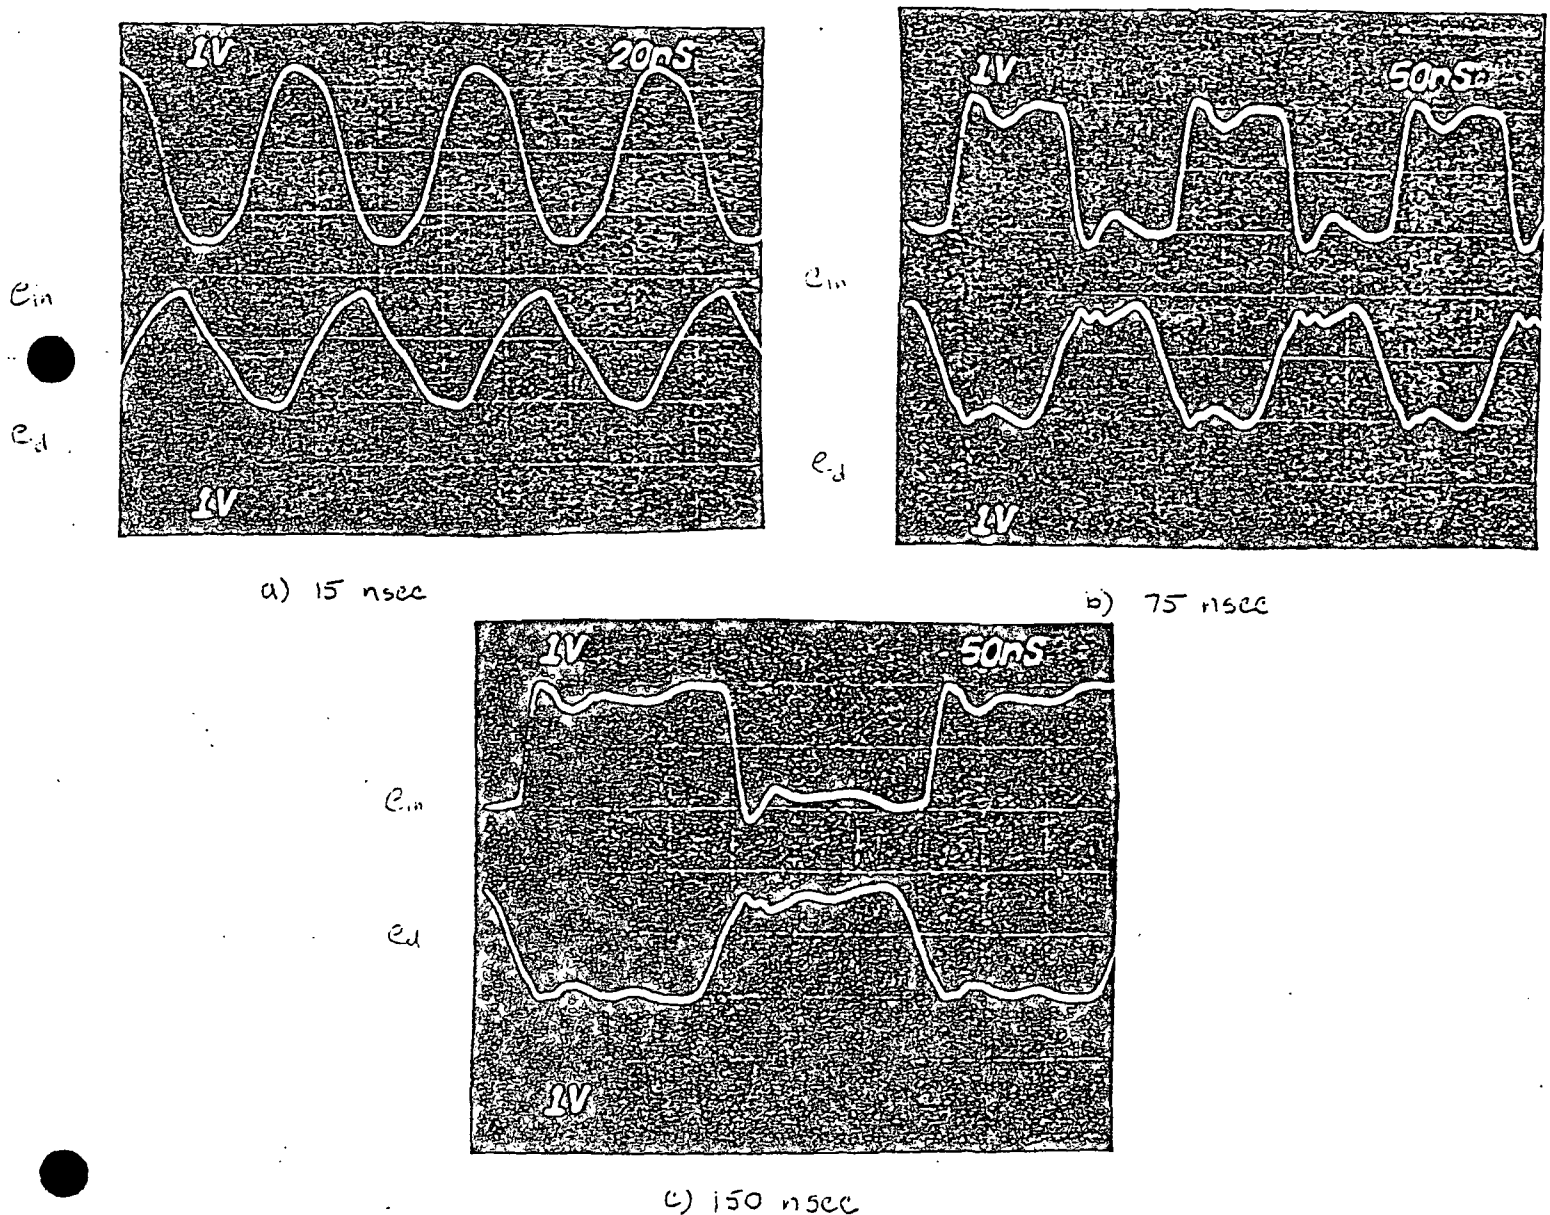 1V 20nS
e_in
e_d
1V
a) 15 nsec
1V 50nS
e_in
e_d
1V
b) 75 nsec
1V 50nS
e_in
e_d
1V
c) 150 nsec